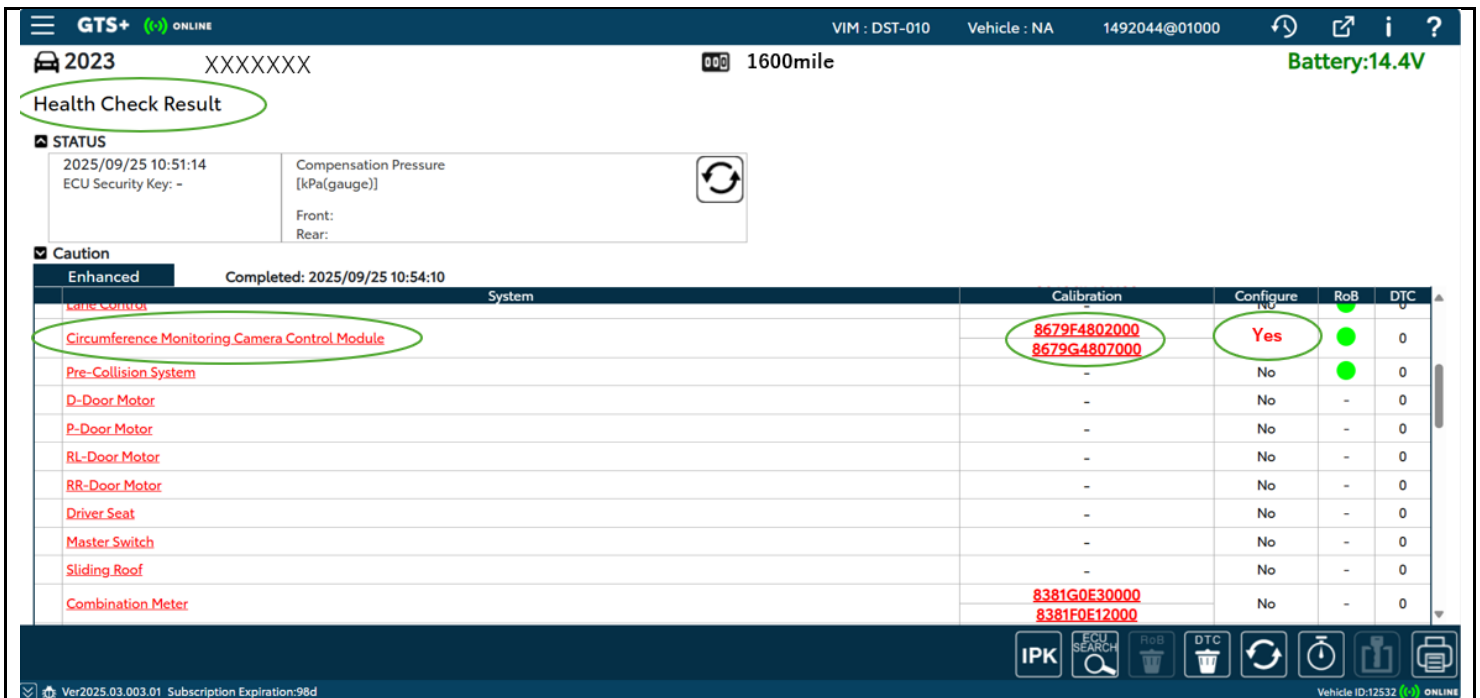 GTS+ ONLINE VIM : DST-010 Vehicle : NA 1492044@01000 i ?
2023 XXXXXXX 000 1600mile Battery:14.4V
Health Check Result
STATUS
2025/09/25 10:51:14 Compensation Pressure
ECU Security Key: - [kPa(gauge)]
Front:
Rear:
Caution
Enhanced Completed: 2025/09/25 10:54:10
System Calibration Configure RoB DTC
Lane Control - No 0
Circumference Monitoring Camera Control Module 8679F4802000 Yes 0
8679G4807000
Pre-Collision System - No 0
D-Door Motor - No - 0
P-Door Motor - No - 0
RL-Door Motor - No - 0
RR-Door Motor - No - 0
Driver Seat - No - 0
Master Switch - No - 0
Sliding Roof - No - 0
Combination Meter 8381G0E30000 No - 0
8381F0E12000
IPK ECU SEARCH RoB DTC
Ver2025.03.003.01 Subscription Expiration:98d Vehicle ID:12532 ONLINE